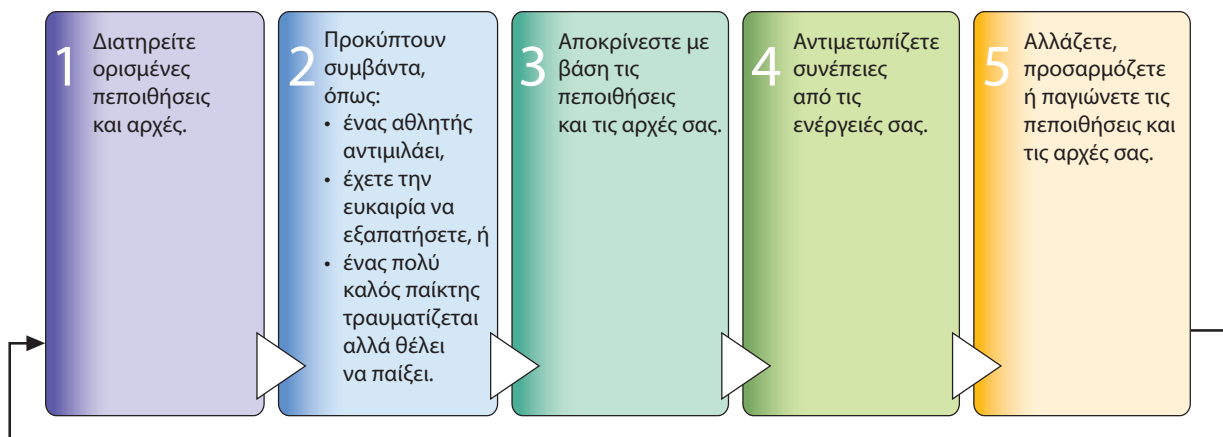 1
Διατηρείτε
ορισμένες
πεποιθήσεις
και αρχές.
2
Προκύπτουν
συμβάντα,
όπως:
• ένας αθλητής
αντιμιλάει,
• έχετε την
ευκαιρία να
εξαπατήσετε, ή
• ένας πολύ
καλός παίκτης
τραυματίζεται
αλλά θέλει
να παίξει.
3
Αποκρίνεστε με
βάση τις
πεποιθήσεις
και τις αρχές σας.
4
Αντιμετωπίζετε
συνέπειες
από τις
ενέργειές σας.
5
Αλλάζετε,
προσαρμόζετε
ή παγιώνετε τις
πεποιθήσεις και
τις αρχές σας.